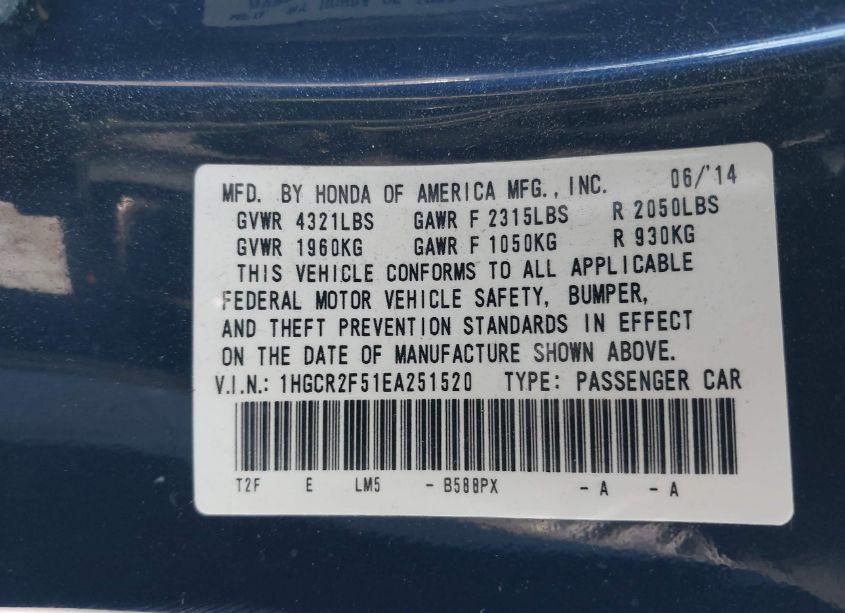 MFD. BY HONDA OF AMERICA MFG., INC. 06/'14
GVWR 4321LBS GAWR F 2315LBS R 2050LBS
GVWR 1960KG GAWR F 1050KG R 930KG
THIS VEHICLE CONFORMS TO ALL APPLICABLE
FEDERAL MOTOR VEHICLE SAFETY, BUMPER,
AND THEFT PREVENTION STANDARDS IN EFFECT
ON THE DATE OF MANUFACTURE SHOWN ABOVE.
V.I.N.: 1HGCR2F51EA251520 TYPE: PASSENGER CAR
T2F E LM5 - B588PX - A - A